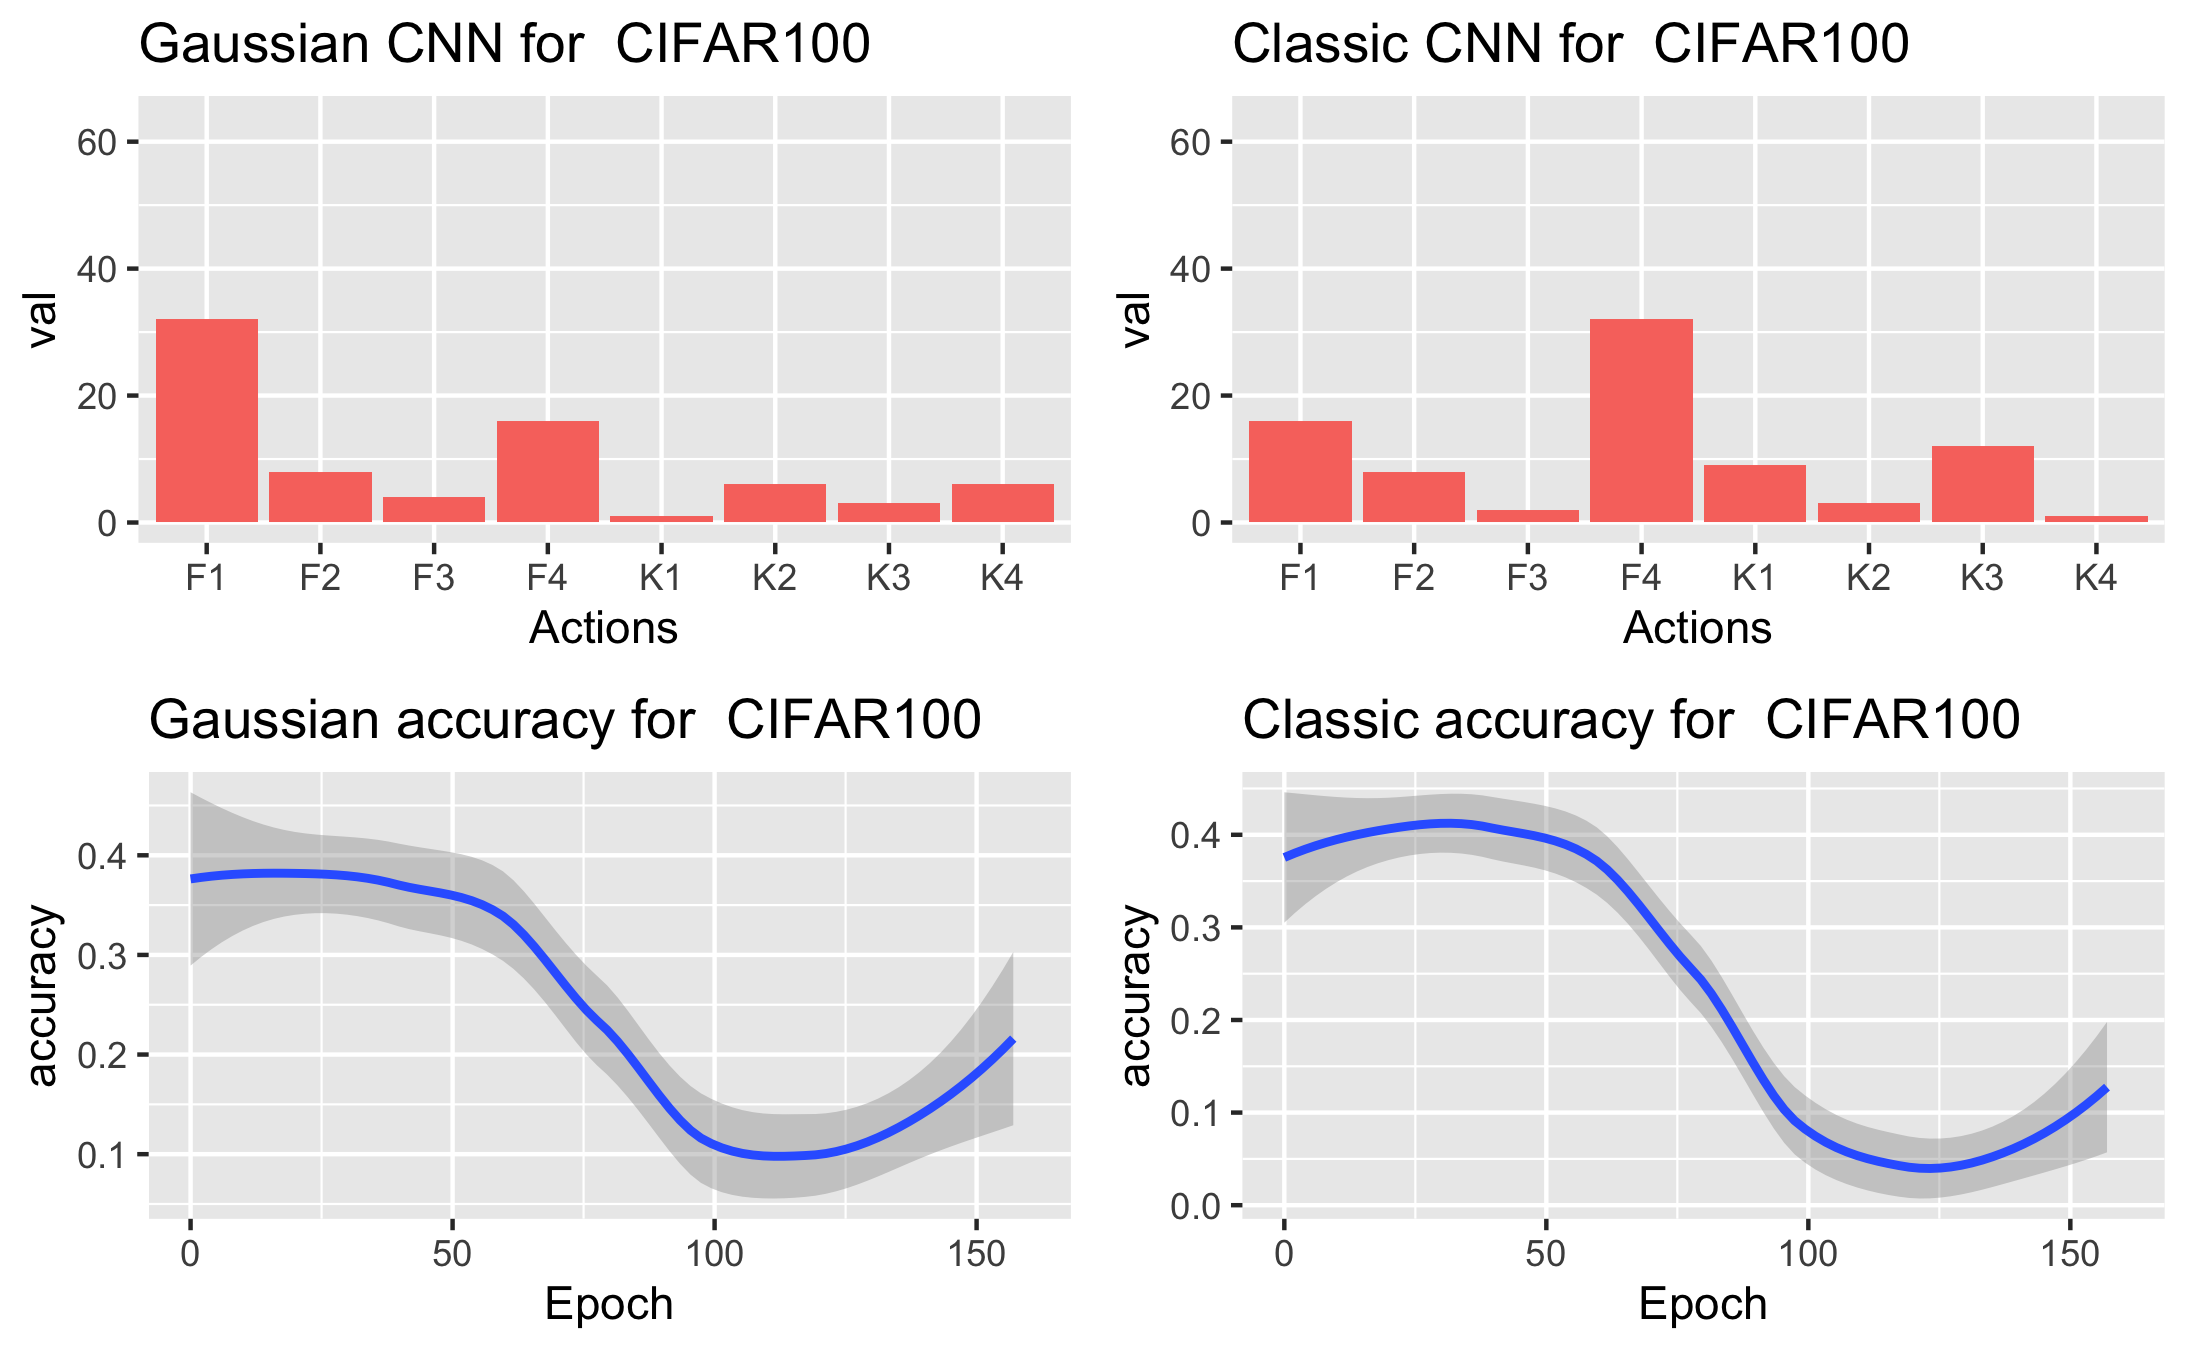 Gaussian CNN for  CIFAR100
60
40
20
0
val
F1 F2 F3 F4 K1 K2 K3 K4
Actions
Classic CNN for  CIFAR100
60
40
20
0
val
F1 F2 F3 F4 K1 K2 K3 K4
Actions
Gaussian accuracy for  CIFAR100
0.4
0.3
0.2
0.1
accuracy
0 50 100 150
Epoch
Classic accuracy for  CIFAR100
0.4
0.3
0.2
0.1
0.0
accuracy
0 50 100 150
Epoch